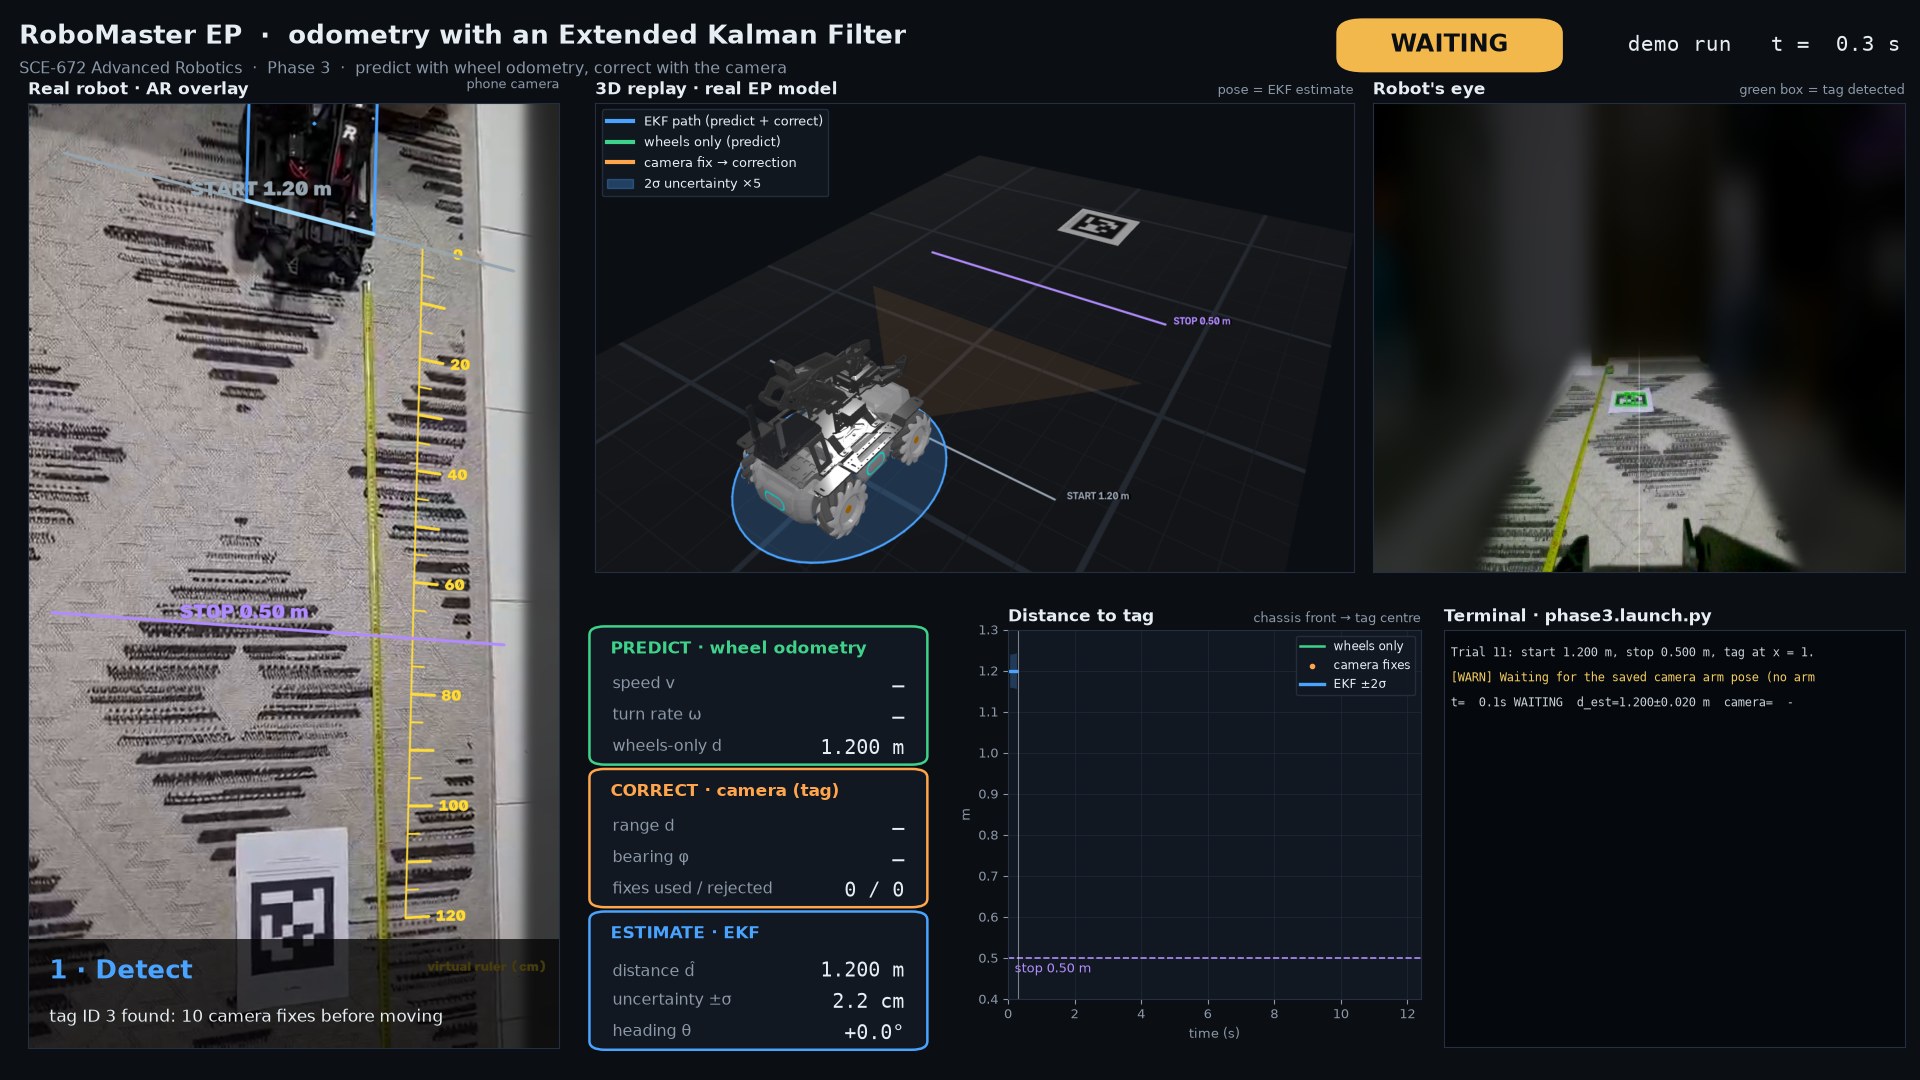 RoboMaster EP · odometry with an Extended Kalman Filter
SCE-672 Advanced Robotics · Phase 3 · predict with wheel odometry, correct with the camera
WAITING
demo run t = 0.3 s
Real robot · AR overlay
phone camera
START 1.20 m
0
20
40
60
STOP 0.50 m
80
100
120
virtual ruler (cm)
1 · Detect
tag ID 3 found: 10 camera fixes before moving
3D replay · real EP model
pose = EKF estimate
EKF path (predict + correct)
wheels only (predict)
camera fix → correction
2σ uncertainty ×5
STOP 0.50 m
START 1.20 m
Robot's eye
green box = tag detected
PREDICT · wheel odometry
speed v –
turn rate ω –
wheels-only d 1.200 m
CORRECT · camera (tag)
range d –
bearing φ –
fixes used / rejected 0 / 0
ESTIMATE · EKF
distance d̂ 1.200 m
uncertainty ±σ 2.2 cm
heading θ +0.0°
Distance to tag
chassis front → tag centre
wheels only
camera fixes
EKF ±2σ
1.3
1.2
1.1
1.0
0.9
0.8
0.7
0.6
0.5
0.4
m
stop 0.50 m
0 2 4 6 8 10 12
time (s)
Terminal · phase3.launch.py
Trial 11: start 1.200 m, stop 0.500 m, tag at x = 1.
[WARN] Waiting for the saved camera arm pose (no arm
t= 0.1s WAITING d_est=1.200±0.020 m camera= -